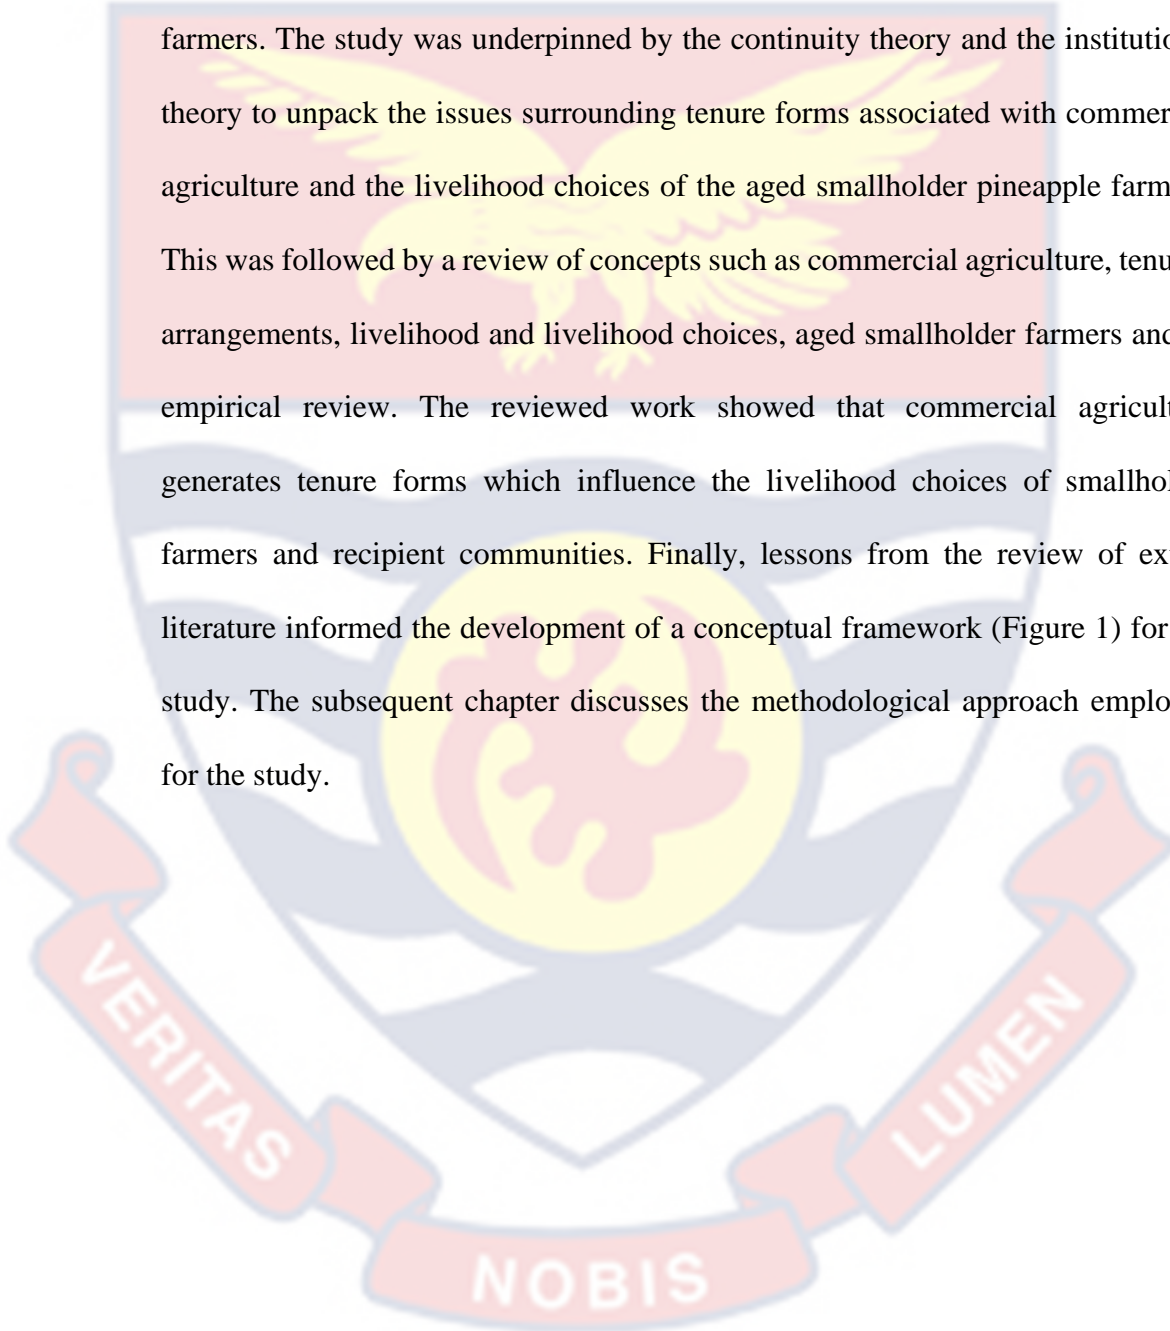 farmers. The study was underpinned by the continuity theory and the institutio
theory to unpack the issues surrounding tenure forms associated with commer
agriculture and the livelihood choices of the aged smallholder pineapple farm
This was followed by a review of concepts such as commercial agriculture, tenu
arrangements, livelihood and livelihood choices, aged smallholder farmers and
empirical review. The reviewed work showed that commercial agricult
generates tenure forms which influence the livelihood choices of smallhol
farmers and recipient communities. Finally, lessons from the review of ex
literature informed the development of a conceptual framework (Figure 1) for
study. The subsequent chapter discusses the methodological approach emplo
for the study.
VERITAS
NOBIS
LUMEN